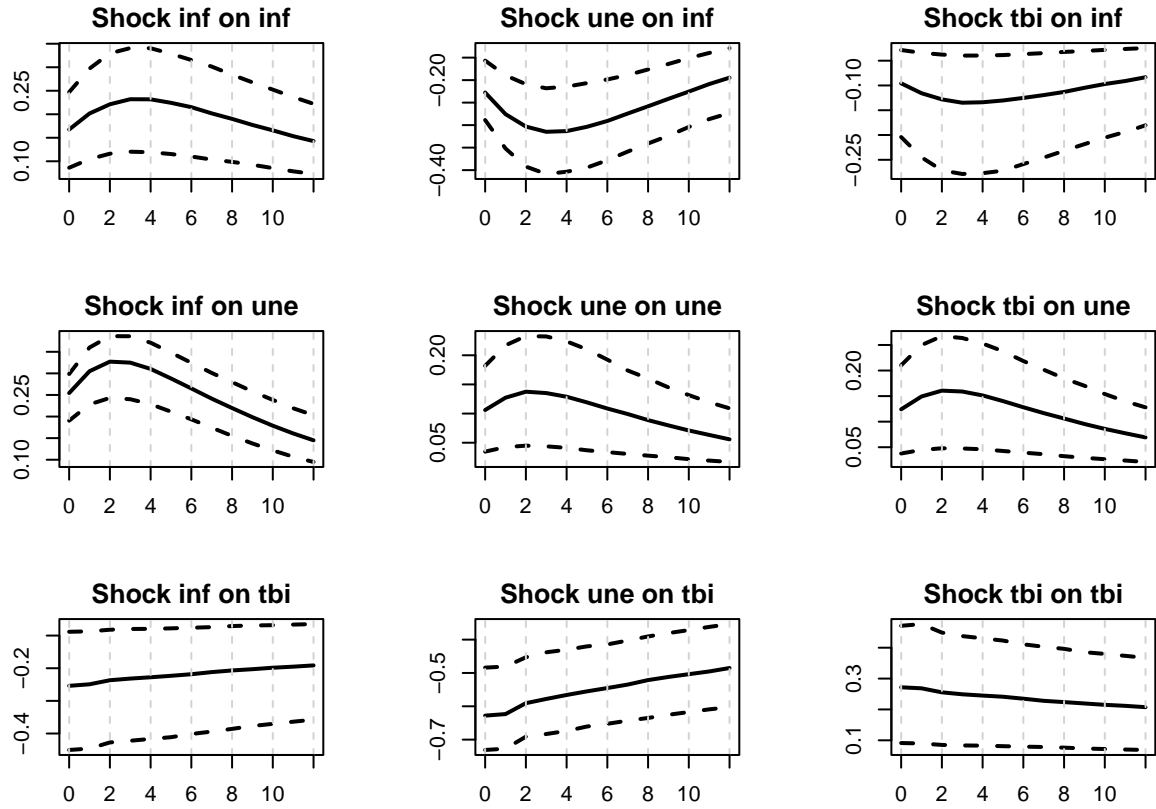 Shock inf on inf
Shock une on inf
Shock tbi on inf
0.25
0.10
0 2 4 6 8 10
−0.20
−0.40
0 2 4 6 8 10
−0.10
−0.25
0 2 4 6 8 10
Shock inf on une
Shock une on une
Shock tbi on une
0.25
0.10
0 2 4 6 8 10
0.20
0.05
0 2 4 6 8 10
0.20
0.05
0 2 4 6 8 10
Shock inf on tbi
Shock une on tbi
Shock tbi on tbi
−0.2
−0.4
0 2 4 6 8 10
−0.5
−0.7
0 2 4 6 8 10
0.3
0.1
0 2 4 6 8 10